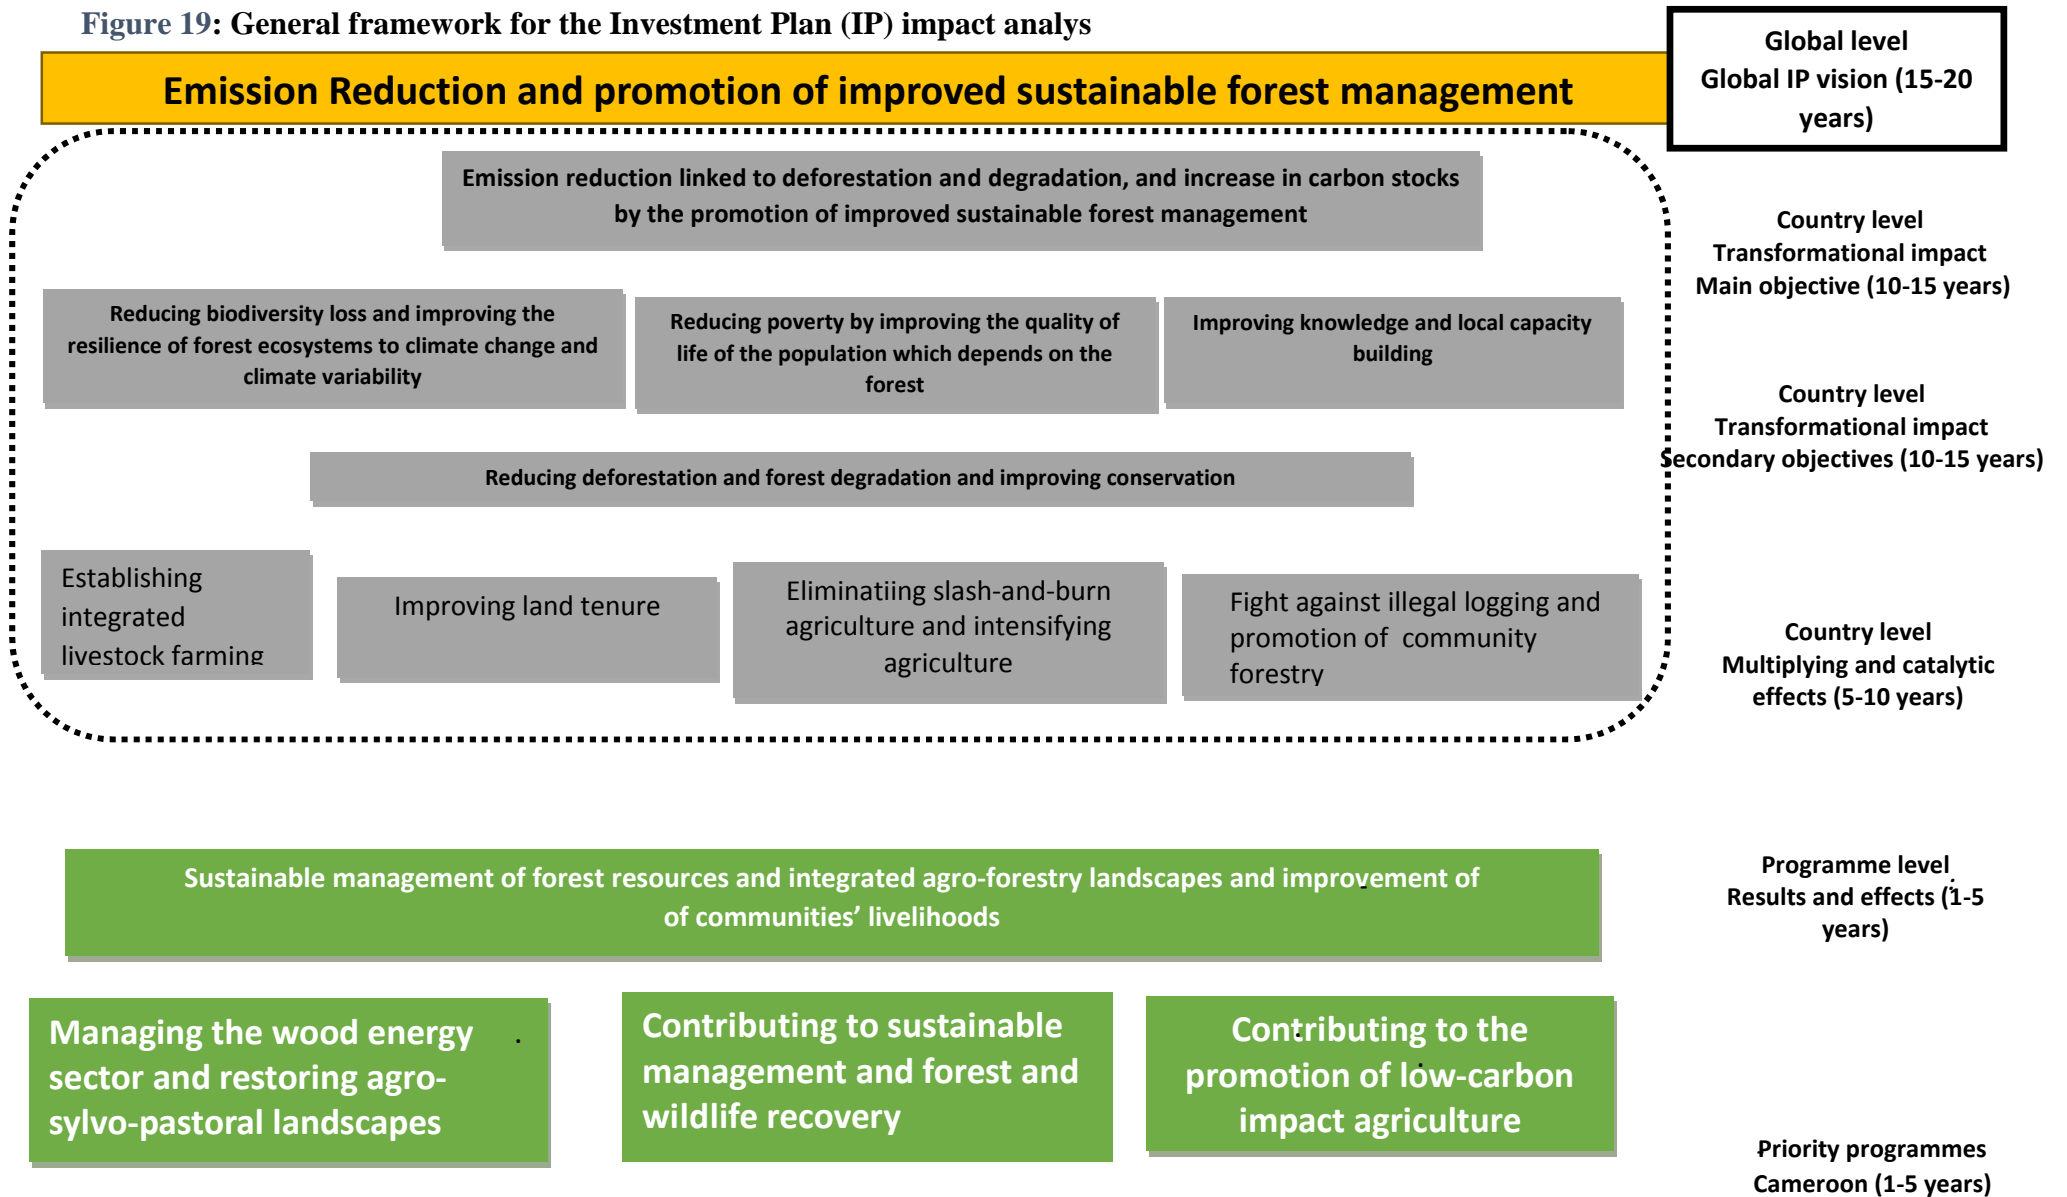 Figure 19: General framework for the Investment Plan (IP) impact analys
Emission Reduction and promotion of improved sustainable forest management
Global level
Global IP vision (15-20
years)
Emission reduction linked to deforestation and degradation, and increase in carbon stocks
by the promotion of improved sustainable forest management
Country level
Transformational impact
Main objective (10-15 years)
Reducing biodiversity loss and improving the
resilience of forest ecosystems to climate change and
climate variability
Reducing poverty by improving the quality of
life of the population which depends on the
forest
Improving knowledge and local capacity
building
Country level
Transformational impact
Secondary objectives (10-15 years)
Reducing deforestation and forest degradation and improving conservation
Establishing
integrated
livestock farming
Improving land tenure
Eliminatiing slash-and-burn
agriculture and intensifying
agriculture
Fight against illegal logging and
promotion of community
forestry
Country level
Multiplying and catalytic
effects (5-10 years)
Sustainable management of forest resources and integrated agro-forestry landscapes and improvement of
of communities’ livelihoods
Programme level
Results and effects (1-5
years)
Managing the wood energy
sector and restoring agro-
sylvo-pastoral landscapes
Contributing to sustainable
management and forest and
wildlife recovery
Contributing to the
promotion of low-carbon
impact agriculture
Priority programmes
Cameroon (1-5 years)